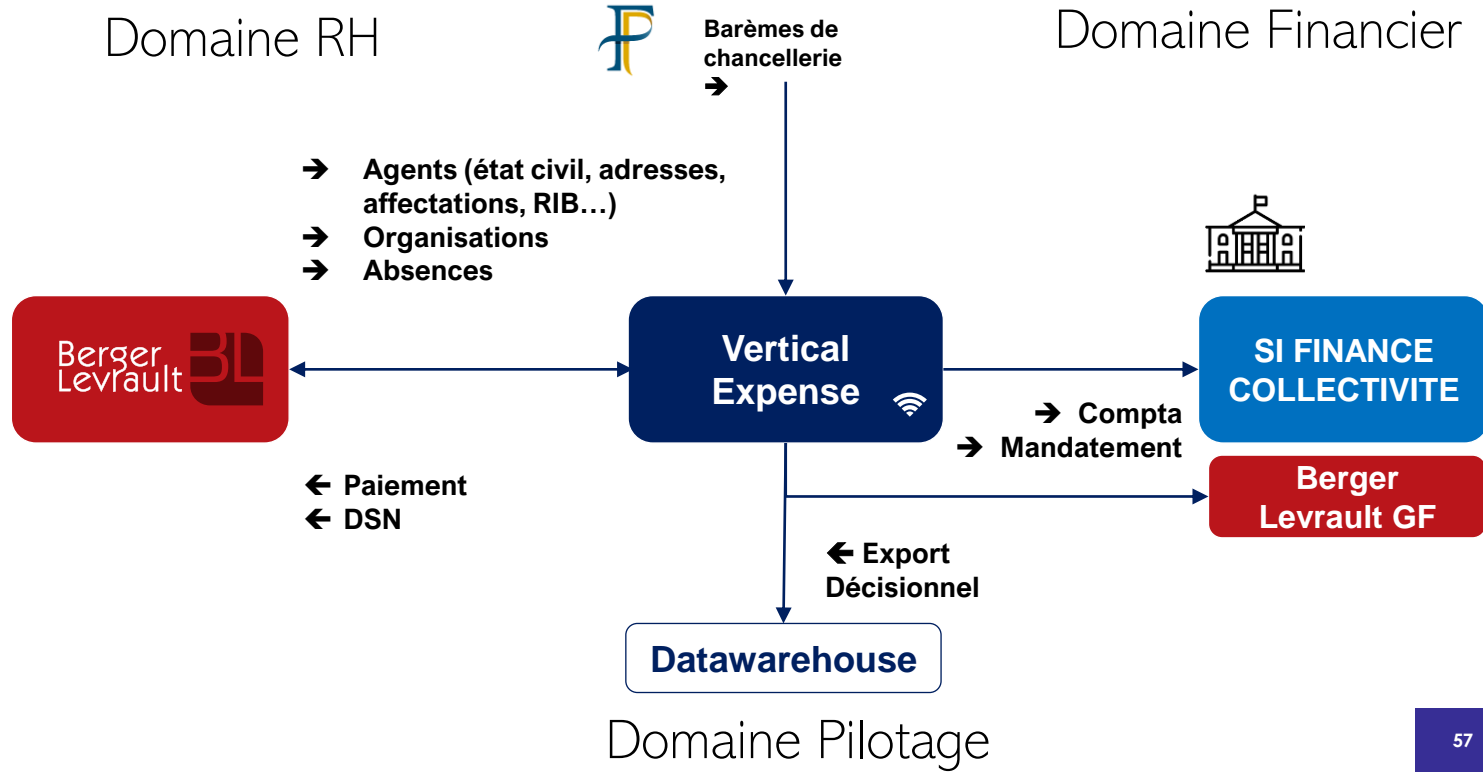 Domaine RH
Barèmes de
chancellerie
➔
Domaine Financier
➔ Agents (état civil, adresses,
affectations, RIB…)
➔ Organisations
➔ Absences
Berger
Levrault BL
Vertical
Expense
SI FINANCE
COLLECTIVITE
➔ Compta
➔ Mandatement
Berger
Levrault GF
🡨 Paiement
🡨 DSN
🡨 Export
Décisionnel
Datawarehouse
Domaine Pilotage
57